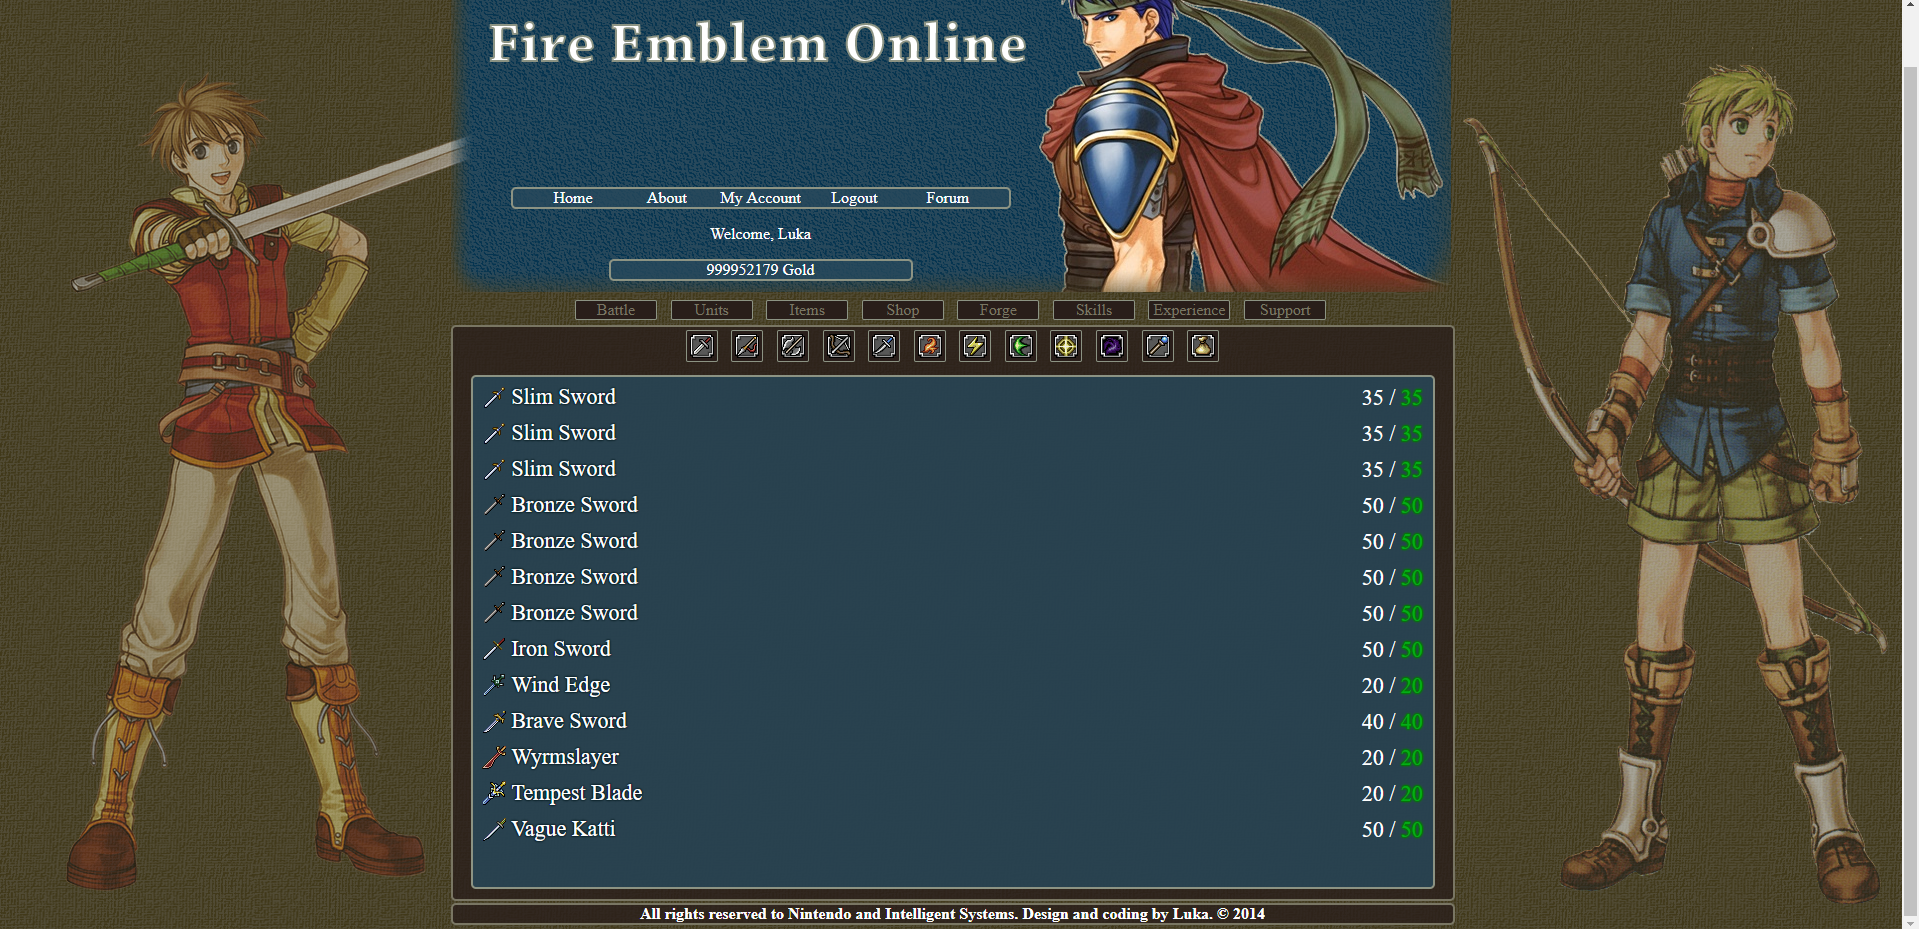 Fire Emblem Online
Home About My Account Logout Forum
Welcome, Luka
999952179 Gold
Battle Units Items Shop Forge Skills Experience Support
Slim Sword 35 / 35
Slim Sword 35 / 35
Slim Sword 35 / 35
Bronze Sword 50 / 50
Bronze Sword 50 / 50
Bronze Sword 50 / 50
Bronze Sword 50 / 50
Iron Sword 50 / 50
Wind Edge 20 / 20
Brave Sword 40 / 40
Wyrmslayer 20 / 20
Tempest Blade 20 / 20
Vague Katti 50 / 50
All rights reserved to Nintendo and Intelligent Systems. Design and coding by Luka. © 2014